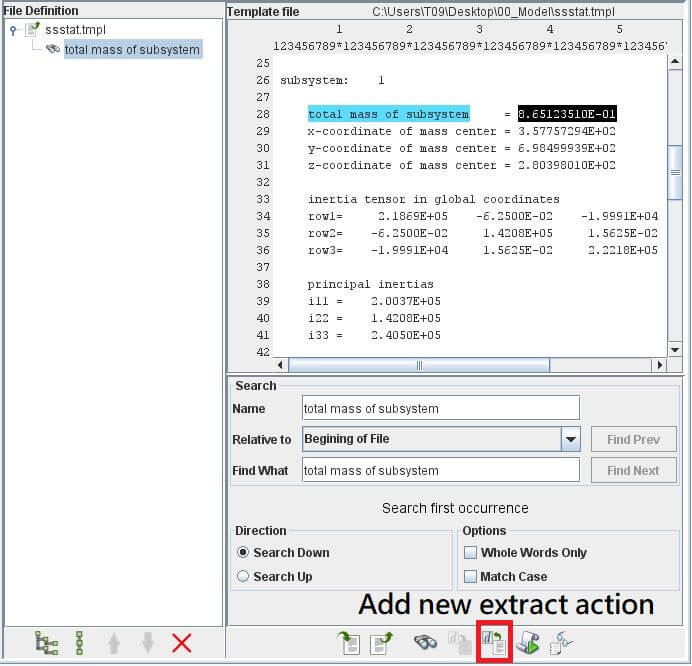 File Definition
ssstat.tmpl
total mass of subsystem
Template file C:\Users\T09\Desktop\00_Model\ssstat.tmpl
1 2 3 4 5
123456789*123456789*123456789*123456789*123456789*123456
25
26 subsystem: 1
27
28 total mass of subsystem = 8.65123510E-01
29 x-coordinate of mass center = 3.57757294E+02
30 y-coordinate of mass center = 6.98499939E+02
31 z-coordinate of mass center = 2.80398010E+02
32
33 inertia tensor in global coordinates
34 row1= 2.1869E+05 -6.2500E-02 -1.9991E+04
35 row2= -6.2500E-02 1.4208E+05 1.5625E-02
36 row3= -1.9991E+04 1.5625E-02 2.2218E+05
37
38 principal inertias
39 i11 = 2.0037E+05
40 i22 = 1.4208E+05
41 i33 = 2.4050E+05
42
Search
Name total mass of subsystem
Relative to Begining of File Find Prev
Find What total mass of subsystem Find Next
Search first occurrence
Direction Options
Search Down Whole Words Only
Search Up Match Case
Add new extract action